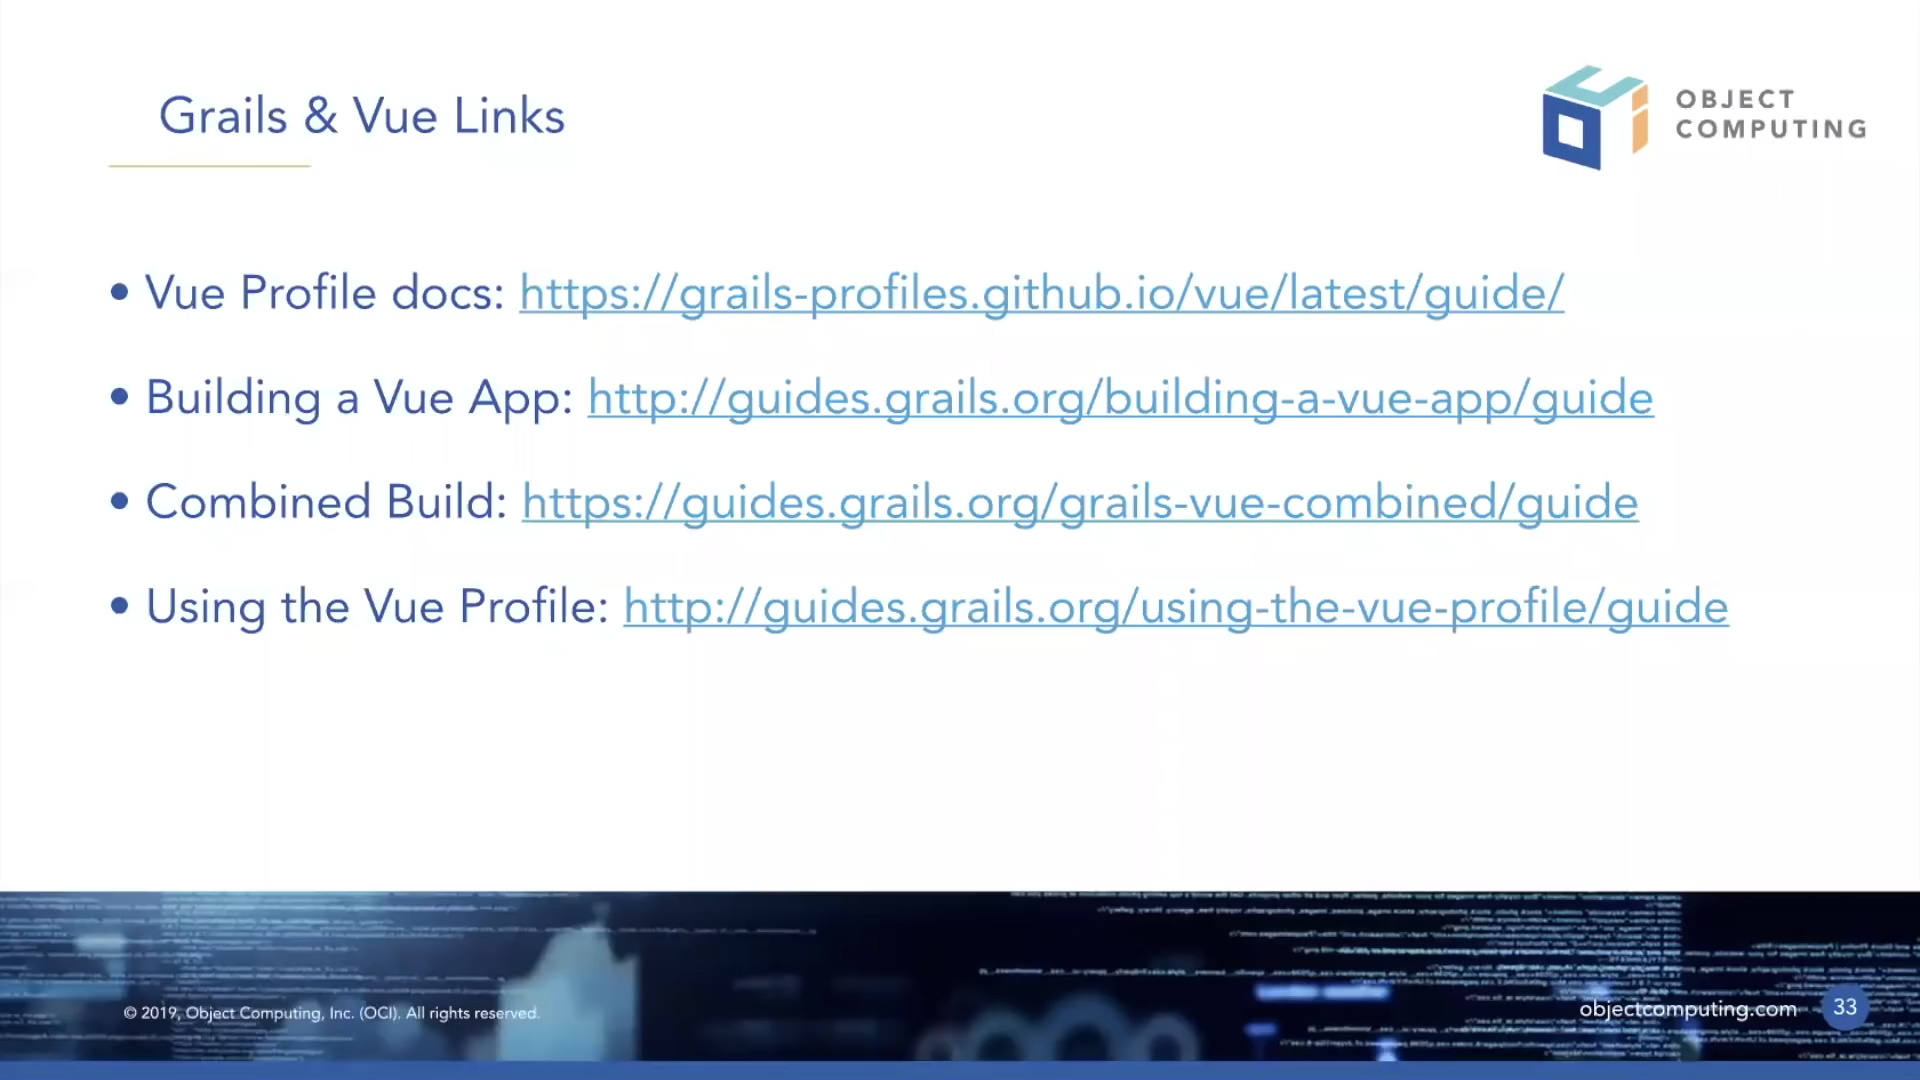 Grails & Vue Links
OBJECT
COMPUTING
• Vue Profile docs: https://grails-profiles.github.io/vue/latest/guide/
• Building a Vue App: http://guides.grails.org/building-a-vue-app/guide
• Combined Build: https://guides.grails.org/grails-vue-combined/guide
• Using the Vue Profile: http://guides.grails.org/using-the-vue-profile/guide
© 2019, Object Computing, Inc. (OCI). All rights reserved.
objectcomputing.com
33